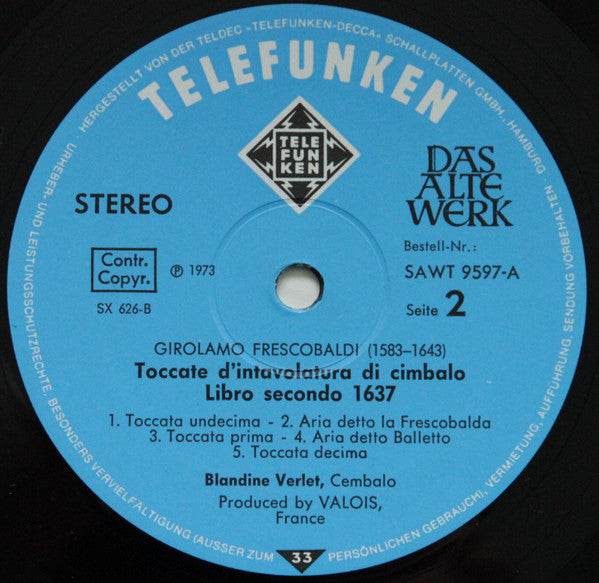 HERGESTELLT VON DER TELDEC »TELEFUNKEN-DECCA« SCHALLPLATTEN GMBH., HAMBURG
TELEFUNKEN
TELE
FUN
KEN
STEREO
DAS
ALTE
WERK
Contr.
Copyr.
℗ 1973
SX 626-B
Bestell-Nr.:
SAWT 9597-A
Seite 2
GIROLAMO FRESCOBALDI (1583–1643)
Toccate d'intavolatura di cimbalo
Libro secondo 1637
1. Toccata undecima - 2. Aria detto la Frescobalda
3. Toccata prima - 4. Aria detto Balletto
5. Toccata decima
Blandine Verlet, Cembalo
Produced by VALOIS,
France
URHEBER- UND LEISTUNGSSCHUTZRECHTE, BESONDERS VERVIELFÄLTIGUNG (AUSSER ZUM PERSÖNLICHEN GEBRAUCH), VERMIETUNG, AUFFÜHRUNG, SENDUNG VORBEHALTEN
33